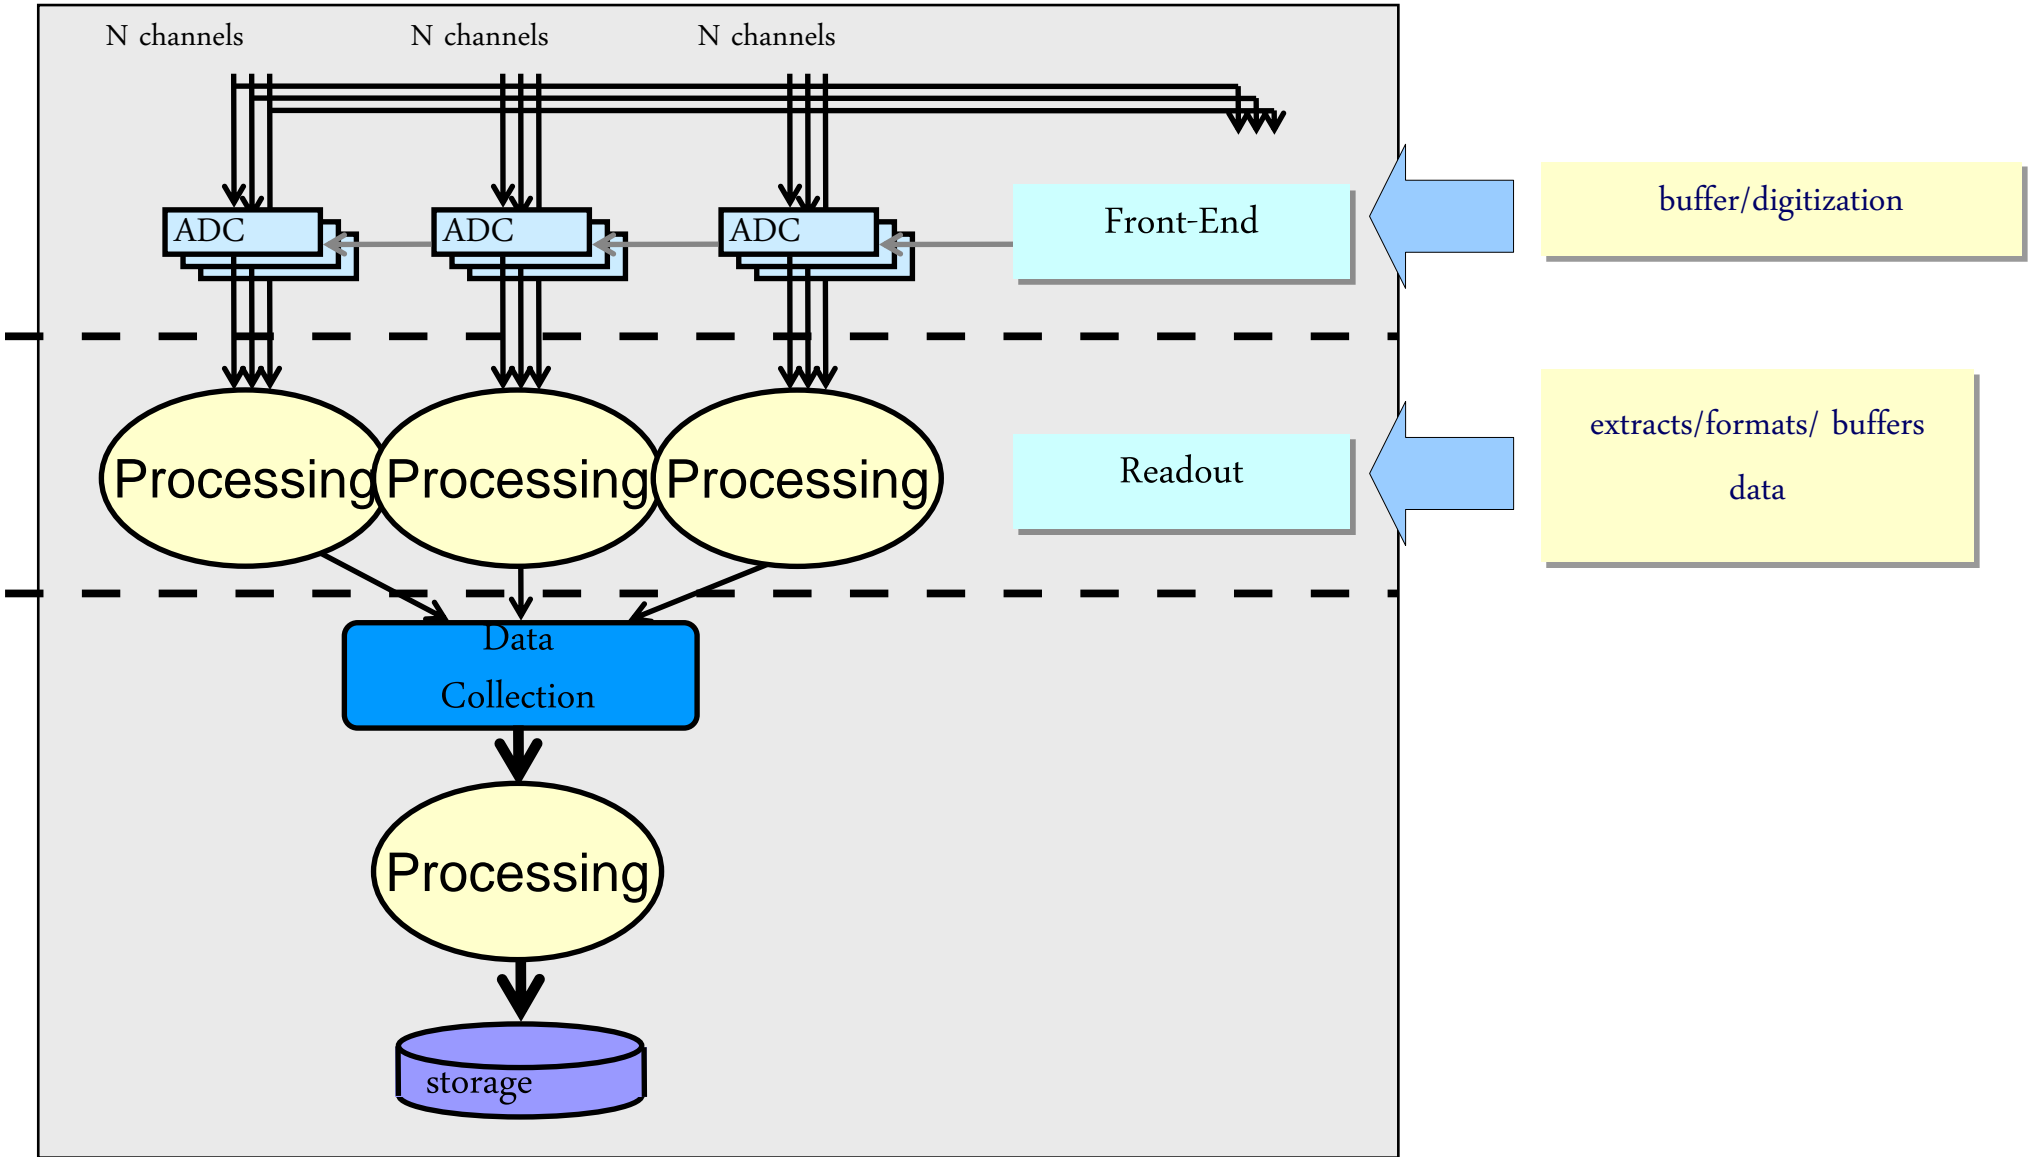 N channels
N channels
N channels
ADC
ADC
ADC
Front-End
buffer/digitization
Processing
Processing
Processing
Readout
extracts/formats/ buffers
data
Data
Collection
Processing
storage